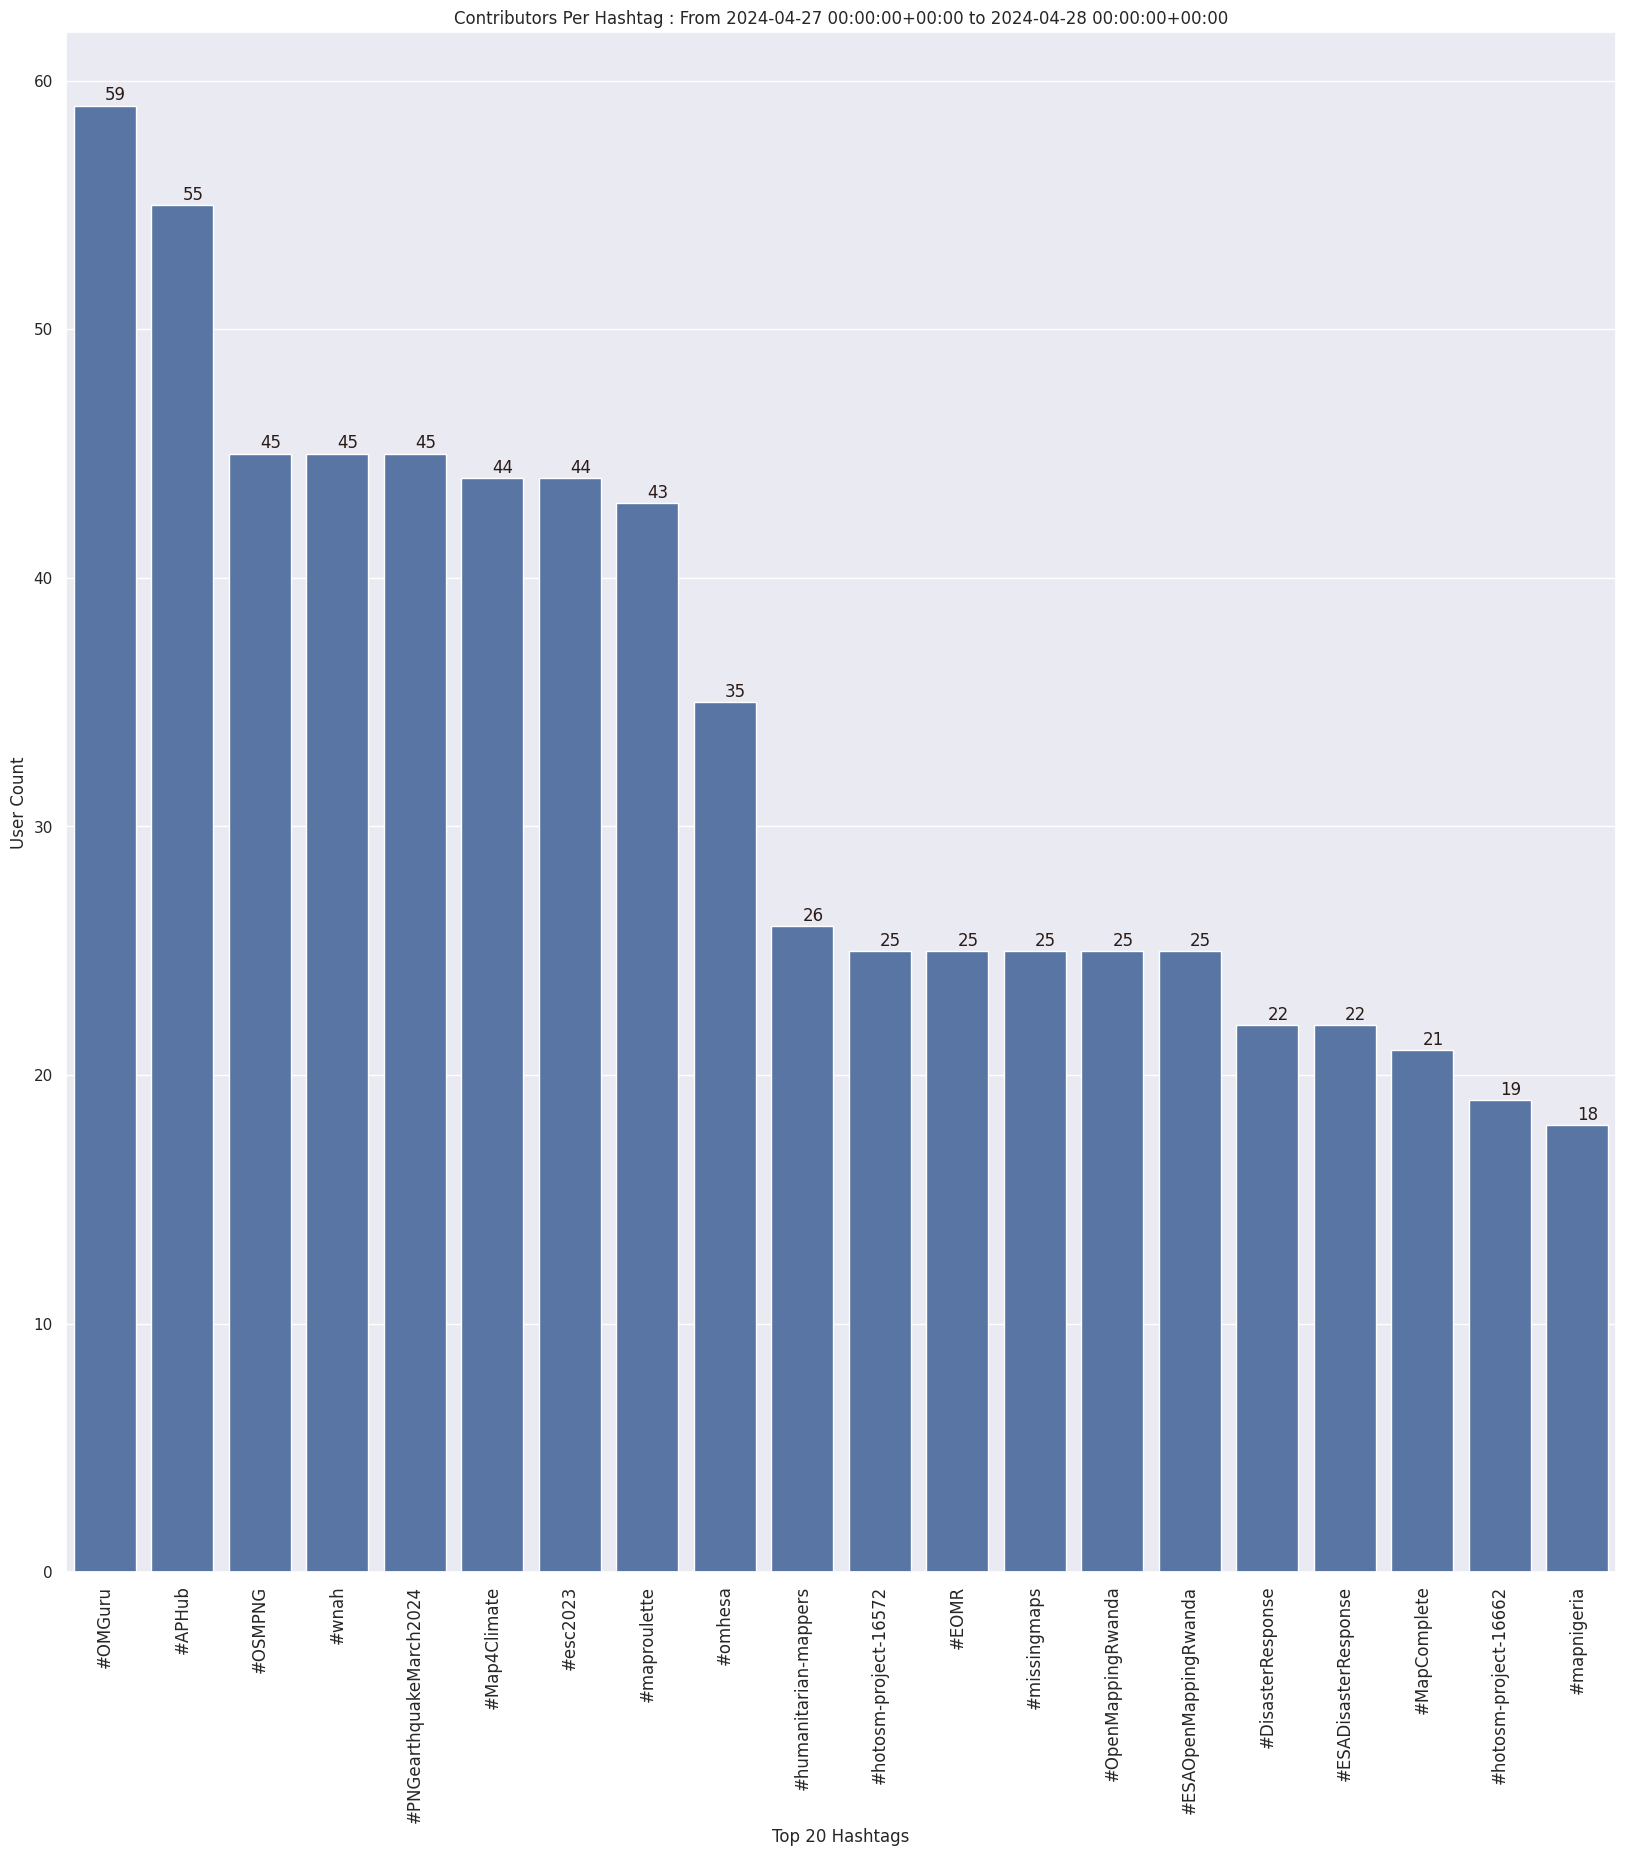 Contributors Per Hashtag : From 2024-04-27 00:00:00+00:00 to 2024-04-28 00:00:00+00:00
User Count
60
50
40
30
20
10
0
59
55
45
45
45
44
44
43
35
26
25
25
25
25
25
22
22
21
19
18
#OMGuru
#APHub
#OSMPNG
#wnah
#PNGearthquakeMarch2024
#Map4Climate
#esc2023
#maproulette
#omhesa
#humanitarian-mappers
#hotosm-project-16572
#EOMR
#missingmaps
#OpenMappingRwanda
#ESAOpenMappingRwanda
#DisasterResponse
#ESADisasterResponse
#MapComplete
#hotosm-project-16662
#mapnigeria
Top 20 Hashtags